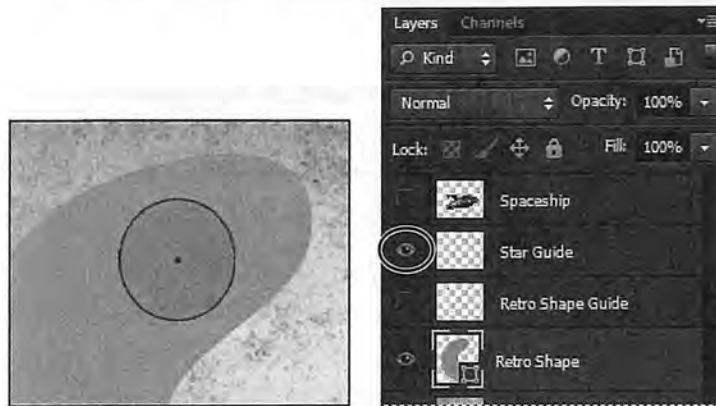 Layers Channels
Kind
Normal Opacity: 100%
Lock: Fill: 100%
Spaceship
Star Guide
Retro Shape Guide
Retro Shape